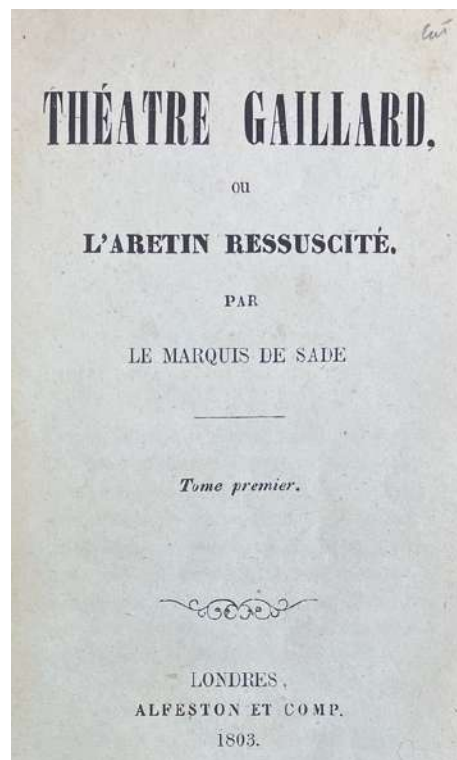 THÉATRE GAILLARD,
OU
L'ARETIN RESSUSCITÉ.
PAR
LE MARQUIS DE SADE
Tome premier.
LONDRES,
ALFESTON ET COMP.
1803.